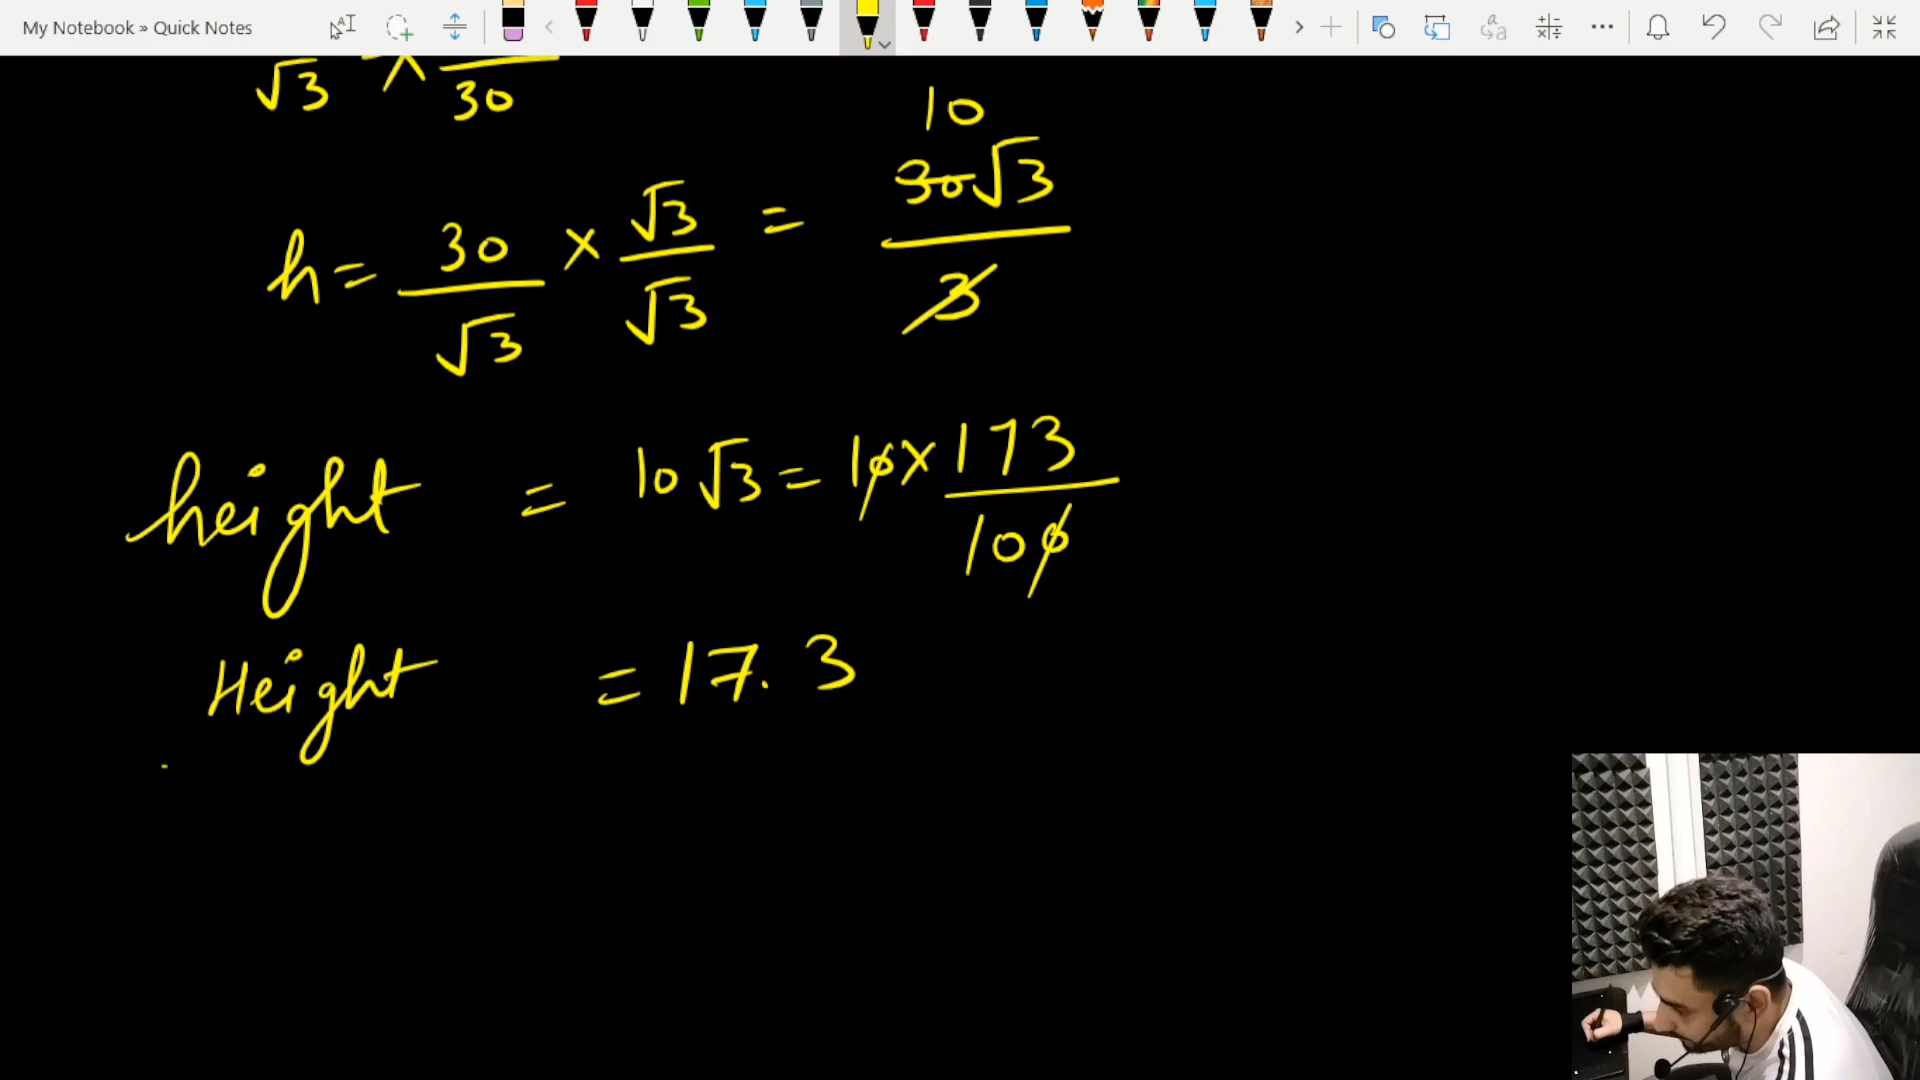 My Notebook » Quick Notes
√3 × 30
10
h = 30/√3 × √3/√3 = 30√3/3
height = 10√3 = 10 × 173/100
Height = 17.3